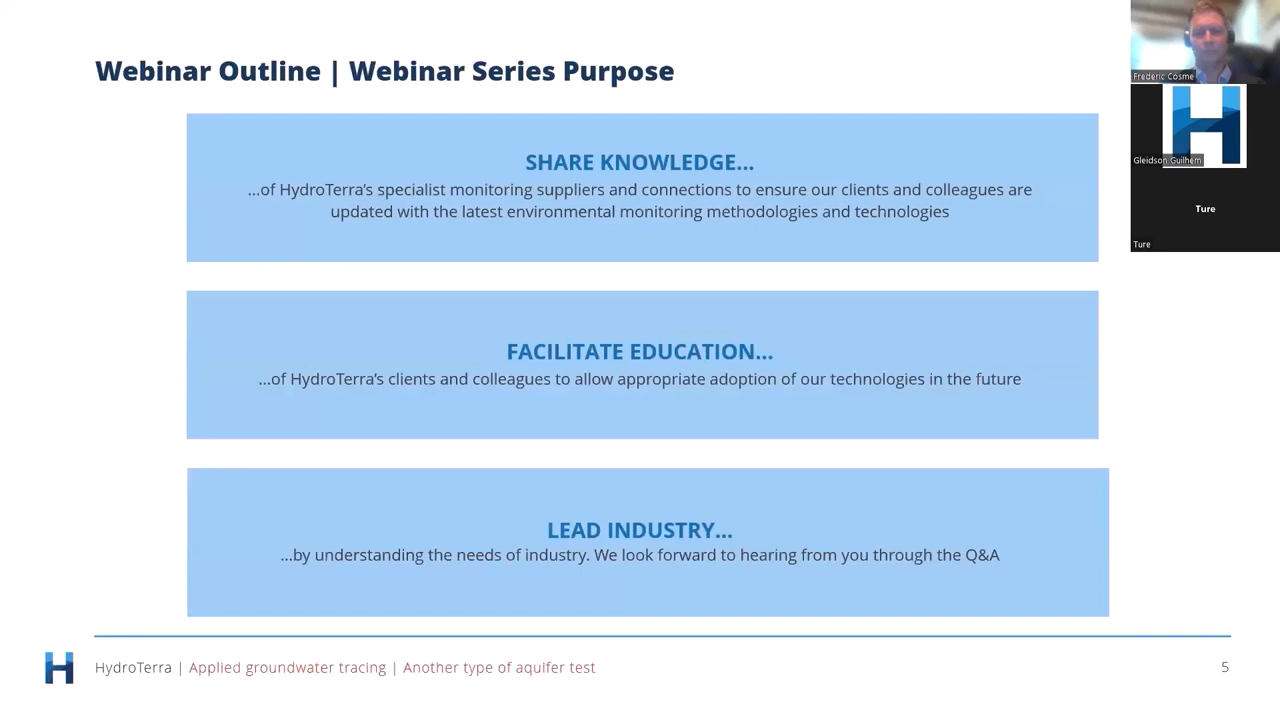 Webinar Outline | Webinar Series Purpose
SHARE KNOWLEDGE...
...of HydroTerra's specialist monitoring suppliers and connections to ensure our clients and colleagues are
updated with the latest environmental monitoring methodologies and technologies
FACILITATE EDUCATION...
...of HydroTerra's clients and colleagues to allow appropriate adoption of our technologies in the future
LEAD INDUSTRY...
...by understanding the needs of industry. We look forward to hearing from you through the Q&A
HydroTerra | Applied groundwater tracing | Another type of aquifer test
5
Frederic Cosme
H
Gleidson Guilhem
Ture
Ture